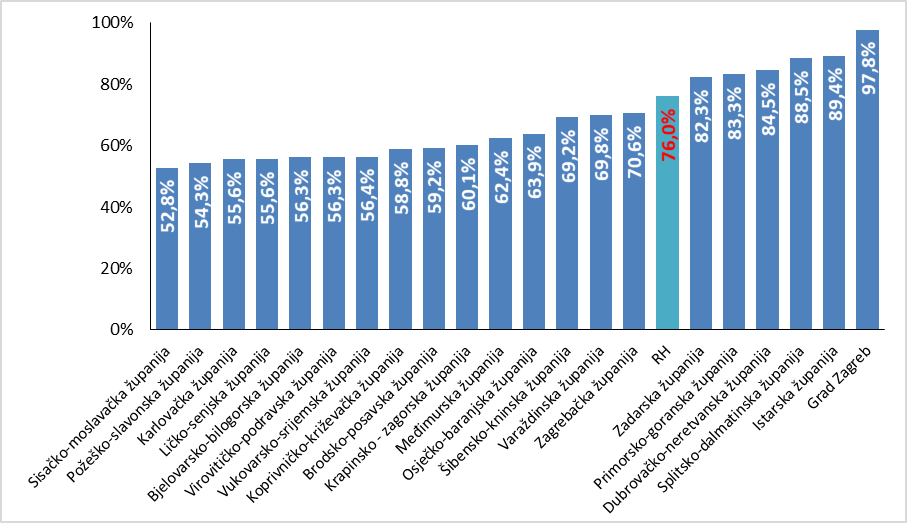 100%
80%
60%
40%
20%
0%
52,8%
54,3%
55,6%
55,6%
56,3%
56,3%
56,4%
58,8%
59,2%
60,1%
62,4%
63,9%
69,2%
69,8%
70,6%
76,0%
82,3%
83,3%
84,5%
88,5%
89,4%
97,8%
Sisačko-moslavačka županija
Požeško-slavonska županija
Karlovačka županija
Ličko-senjska županija
Bjelovarsko-bilogorska županija
Virovitičko-podravska županija
Vukovarsko-srijemska županija
Koprivničko-križevačka županija
Brodsko-posavska županija
Krapinsko - zagorska županija
Međimurska županija
Osječko-baranjska županija
Šibensko-kninska županija
Varaždinska županija
Zagrebačka županija
RH
Zadarska županija
Primorsko-goranska županija
Dubrovačko-neretvanska županija
Splitsko-dalmatinska županija
Istarska županija
Grad Zagreb